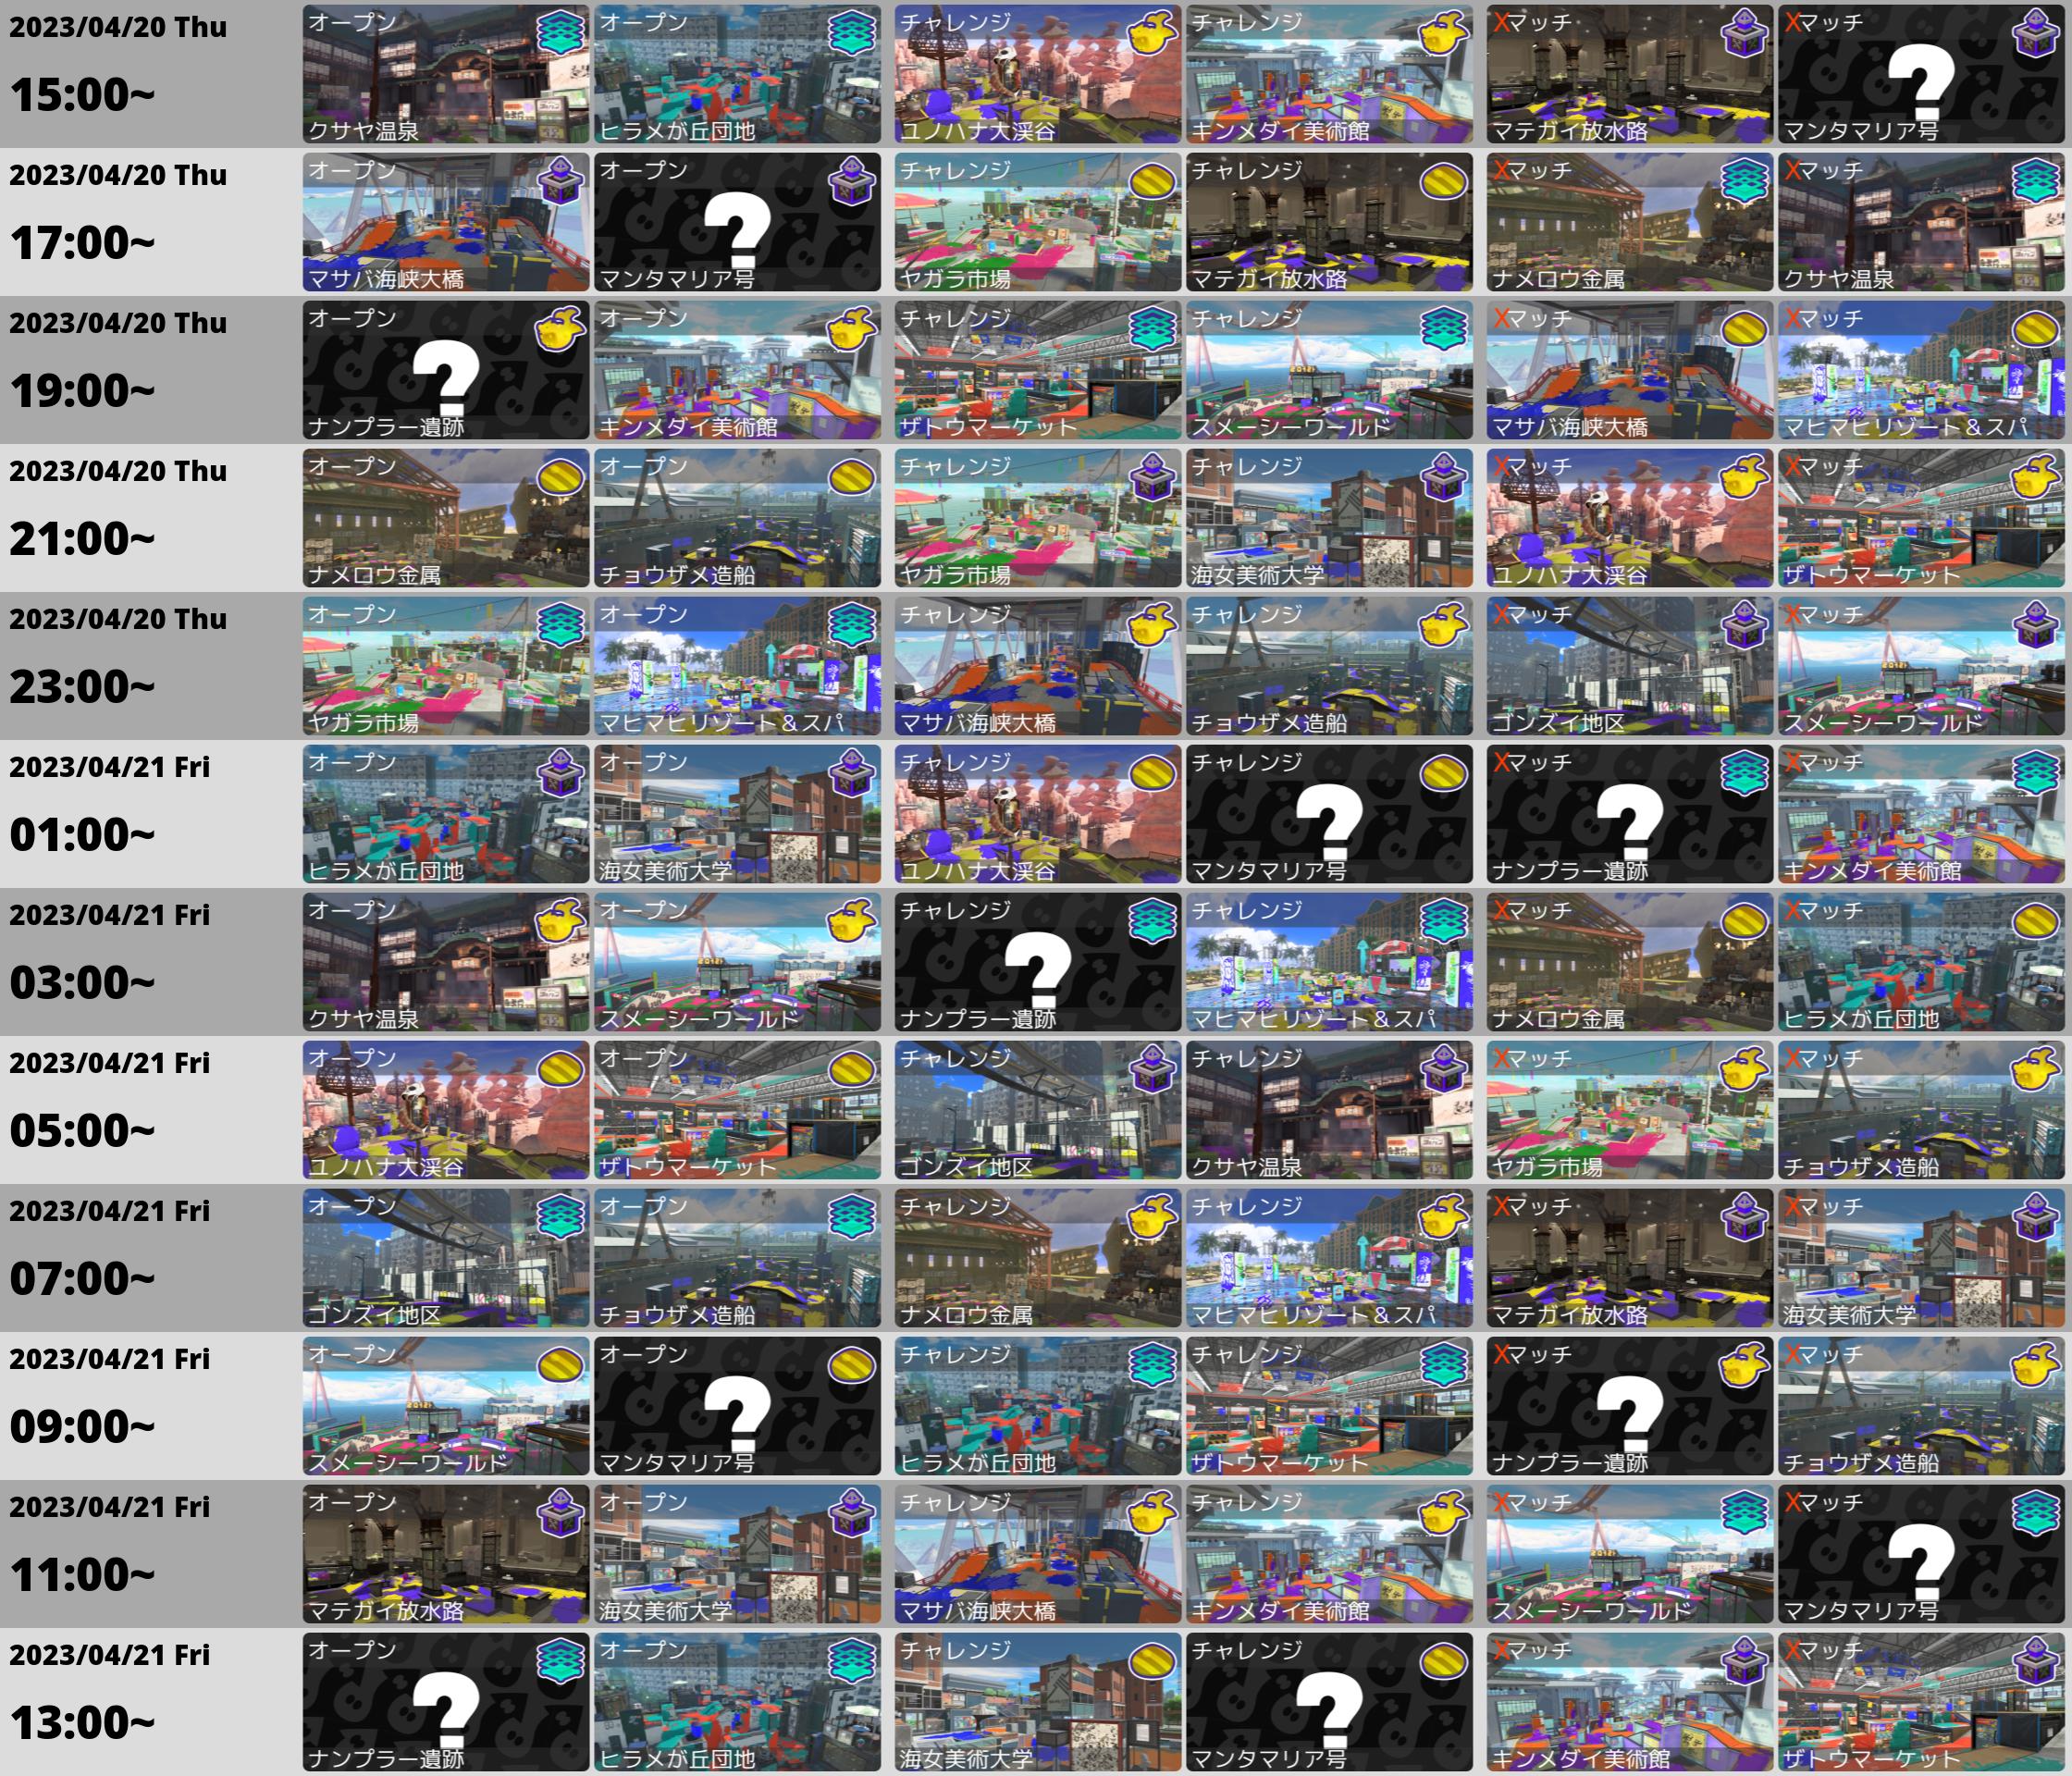 2023/04/20 Thu
15:00~
オープン
クサヤ温泉
オープン
ヒラメが丘団地
チャレンジ
ユノハナ大渓谷
チャレンジ
キンメダイ美術館
Xマッチ
マテガイ放水路
Xマッチ
?
マンタマリア号
2023/04/20 Thu
17:00~
オープン
マサバ海峡大橋
オープン
?
マンタマリア号
チャレンジ
ヤガラ市場
チャレンジ
マテガイ放水路
Xマッチ
ナメロウ金属
Xマッチ
クサヤ温泉
2023/04/20 Thu
19:00~
オープン
?
ナンプラー遺跡
オープン
キンメダイ美術館
チャレンジ
ザトウマーケット
チャレンジ
スメーシーワールド
Xマッチ
マサバ海峡大橋
Xマッチ
マヒマヒリゾート&スパ
2023/04/20 Thu
21:00~
オープン
ナメロウ金属
オープン
チョウザメ造船
チャレンジ
ヤガラ市場
チャレンジ
海女美術大学
Xマッチ
ユノハナ大渓谷
Xマッチ
ザトウマーケット
2023/04/20 Thu
23:00~
オープン
ヤガラ市場
オープン
マヒマヒリゾート&スパ
チャレンジ
マサバ海峡大橋
チャレンジ
チョウザメ造船
Xマッチ
ゴンズイ地区
Xマッチ
スメーシーワールド
2023/04/21 Fri
01:00~
オープン
ヒラメが丘団地
オープン
海女美術大学
チャレンジ
ユノハナ大渓谷
チャレンジ
?
マンタマリア号
Xマッチ
?
ナンプラー遺跡
Xマッチ
キンメダイ美術館
2023/04/21 Fri
03:00~
オープン
クサヤ温泉
オープン
スメーシーワールド
チャレンジ
?
ナンプラー遺跡
チャレンジ
マヒマヒリゾート&スパ
Xマッチ
ナメロウ金属
Xマッチ
ヒラメが丘団地
2023/04/21 Fri
05:00~
オープン
ユノハナ大渓谷
オープン
ザトウマーケット
チャレンジ
ゴンズイ地区
チャレンジ
クサヤ温泉
Xマッチ
ヤガラ市場
Xマッチ
チョウザメ造船
2023/04/21 Fri
07:00~
オープン
ゴンズイ地区
オープン
チョウザメ造船
チャレンジ
ナメロウ金属
チャレンジ
マヒマヒリゾート&スパ
Xマッチ
マテガイ放水路
Xマッチ
海女美術大学
2023/04/21 Fri
09:00~
オープン
スメーシーワールド
オープン
?
マンタマリア号
チャレンジ
ヒラメが丘団地
チャレンジ
ザトウマーケット
Xマッチ
?
ナンプラー遺跡
Xマッチ
チョウザメ造船
2023/04/21 Fri
11:00~
オープン
マテガイ放水路
オープン
海女美術大学
チャレンジ
マサバ海峡大橋
チャレンジ
キンメダイ美術館
Xマッチ
スメーシーワールド
Xマッチ
?
マンタマリア号
2023/04/21 Fri
13:00~
オープン
?
ナンプラー遺跡
オープン
ヒラメが丘団地
チャレンジ
海女美術大学
チャレンジ
?
マンタマリア号
Xマッチ
キンメダイ美術館
Xマッチ
ザトウマーケット